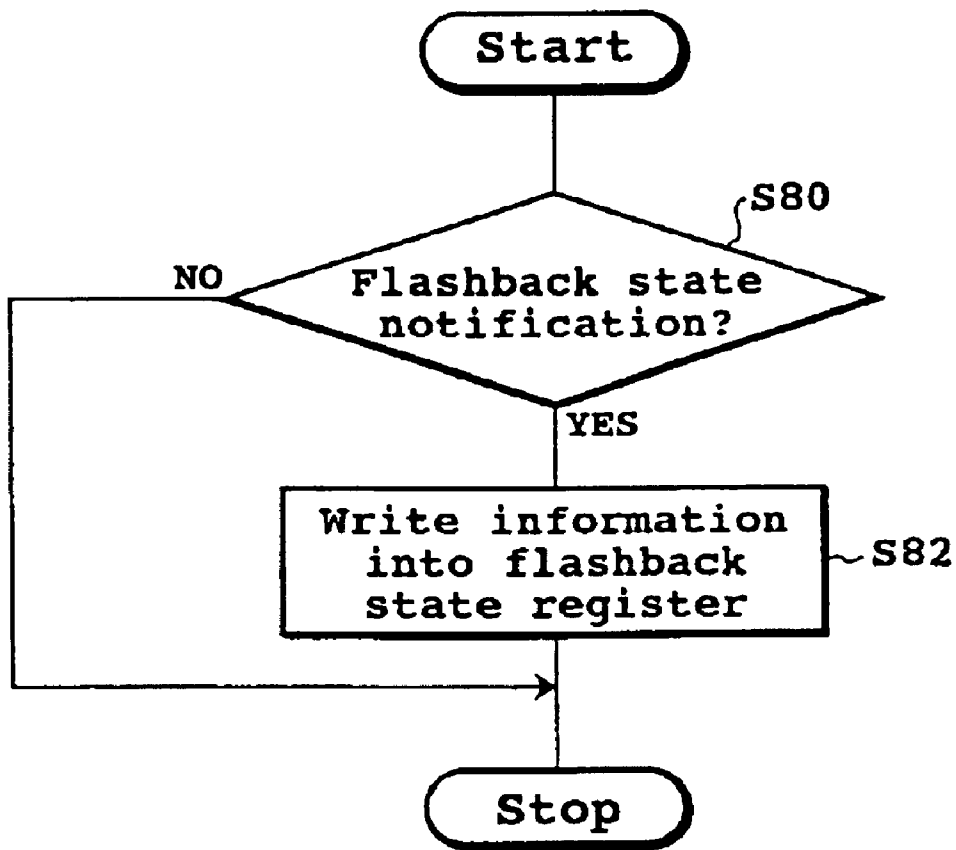 Start
S80
NO
Flashback state
notification?
YES
Write information
into flashback
state register
S82
Stop